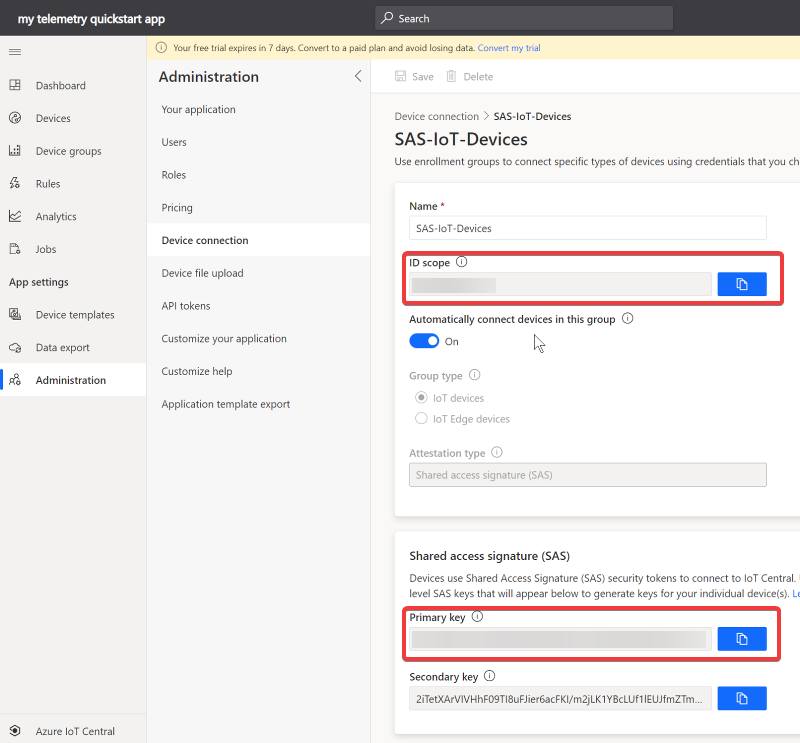 my telemetry quickstart app
Search
Your free trial expires in 7 days. Convert to a paid plan and avoid losing data. Convert my trial
Dashboard
Devices
Device groups
Rules
Analytics
Jobs
App settings
Device templates
Data export
Administration
Azure IoT Central
Administration
Your application
Users
Roles
Pricing
Device connection
Device file upload
API tokens
Customize your application
Customize help
Application template export
Save
Delete
Device connection > SAS-IoT-Devices
SAS-IoT-Devices
Use enrollment groups to connect specific types of devices using credentials that you ch
Name *
SAS-IoT-Devices
ID scope
Automatically connect devices in this group
On
Group type
IoT devices
IoT Edge devices
Attestation type
Shared access signature (SAS)
Shared access signature (SAS)
Devices use Shared Access Signature (SAS) security tokens to connect to IoT Central.
level SAS keys that will appear below to generate keys for your individual device(s). Le
Primary key
Secondary key
2iTetXArVIVHhF09TI8uFJier6acFKI/m2jLK1YBcLUf1lEUJfmZTm...